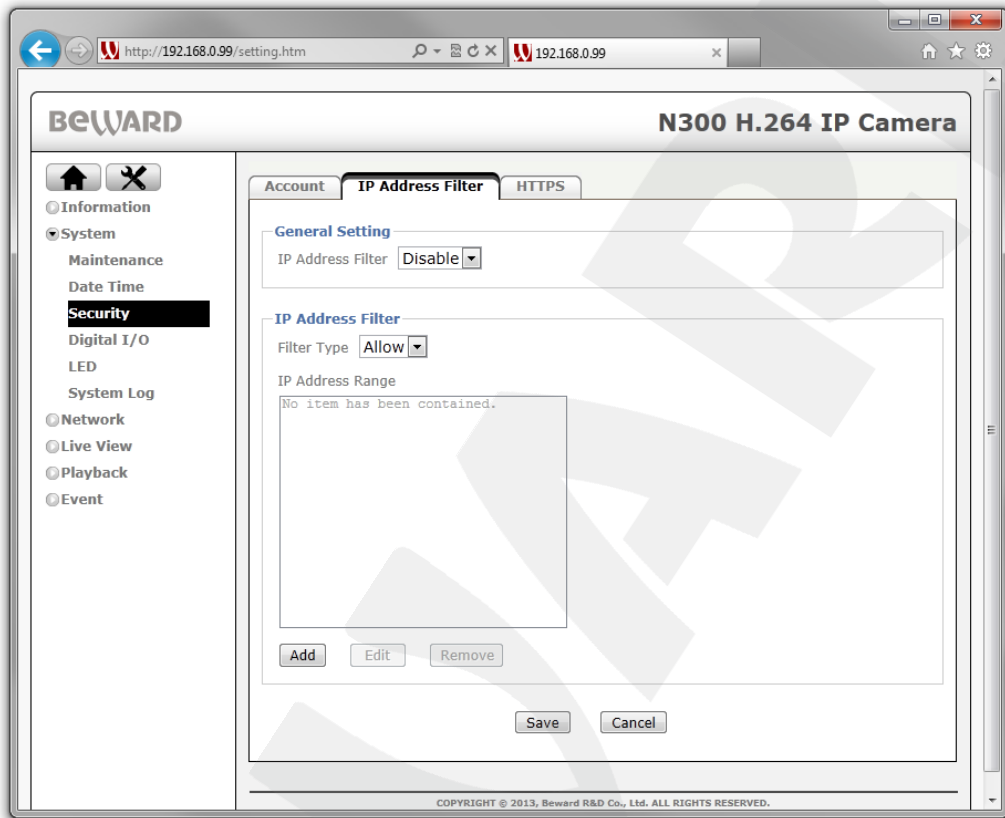 http://192.168.0.99/setting.htm
192.168.0.99
BEWARD
N300 H.264 IP Camera
Information
System
Maintenance
Date Time
Security
Digital I/O
LED
System Log
Network
Live View
Playback
Event
Account
IP Address Filter
HTTPS
General Setting
IP Address Filter Disable
IP Address Filter
Filter Type Allow
IP Address Range
No item has been contained.
Add Edit Remove
Save Cancel
COPYRIGHT © 2013, Beward R&D Co., Ltd. ALL RIGHTS RESERVED.